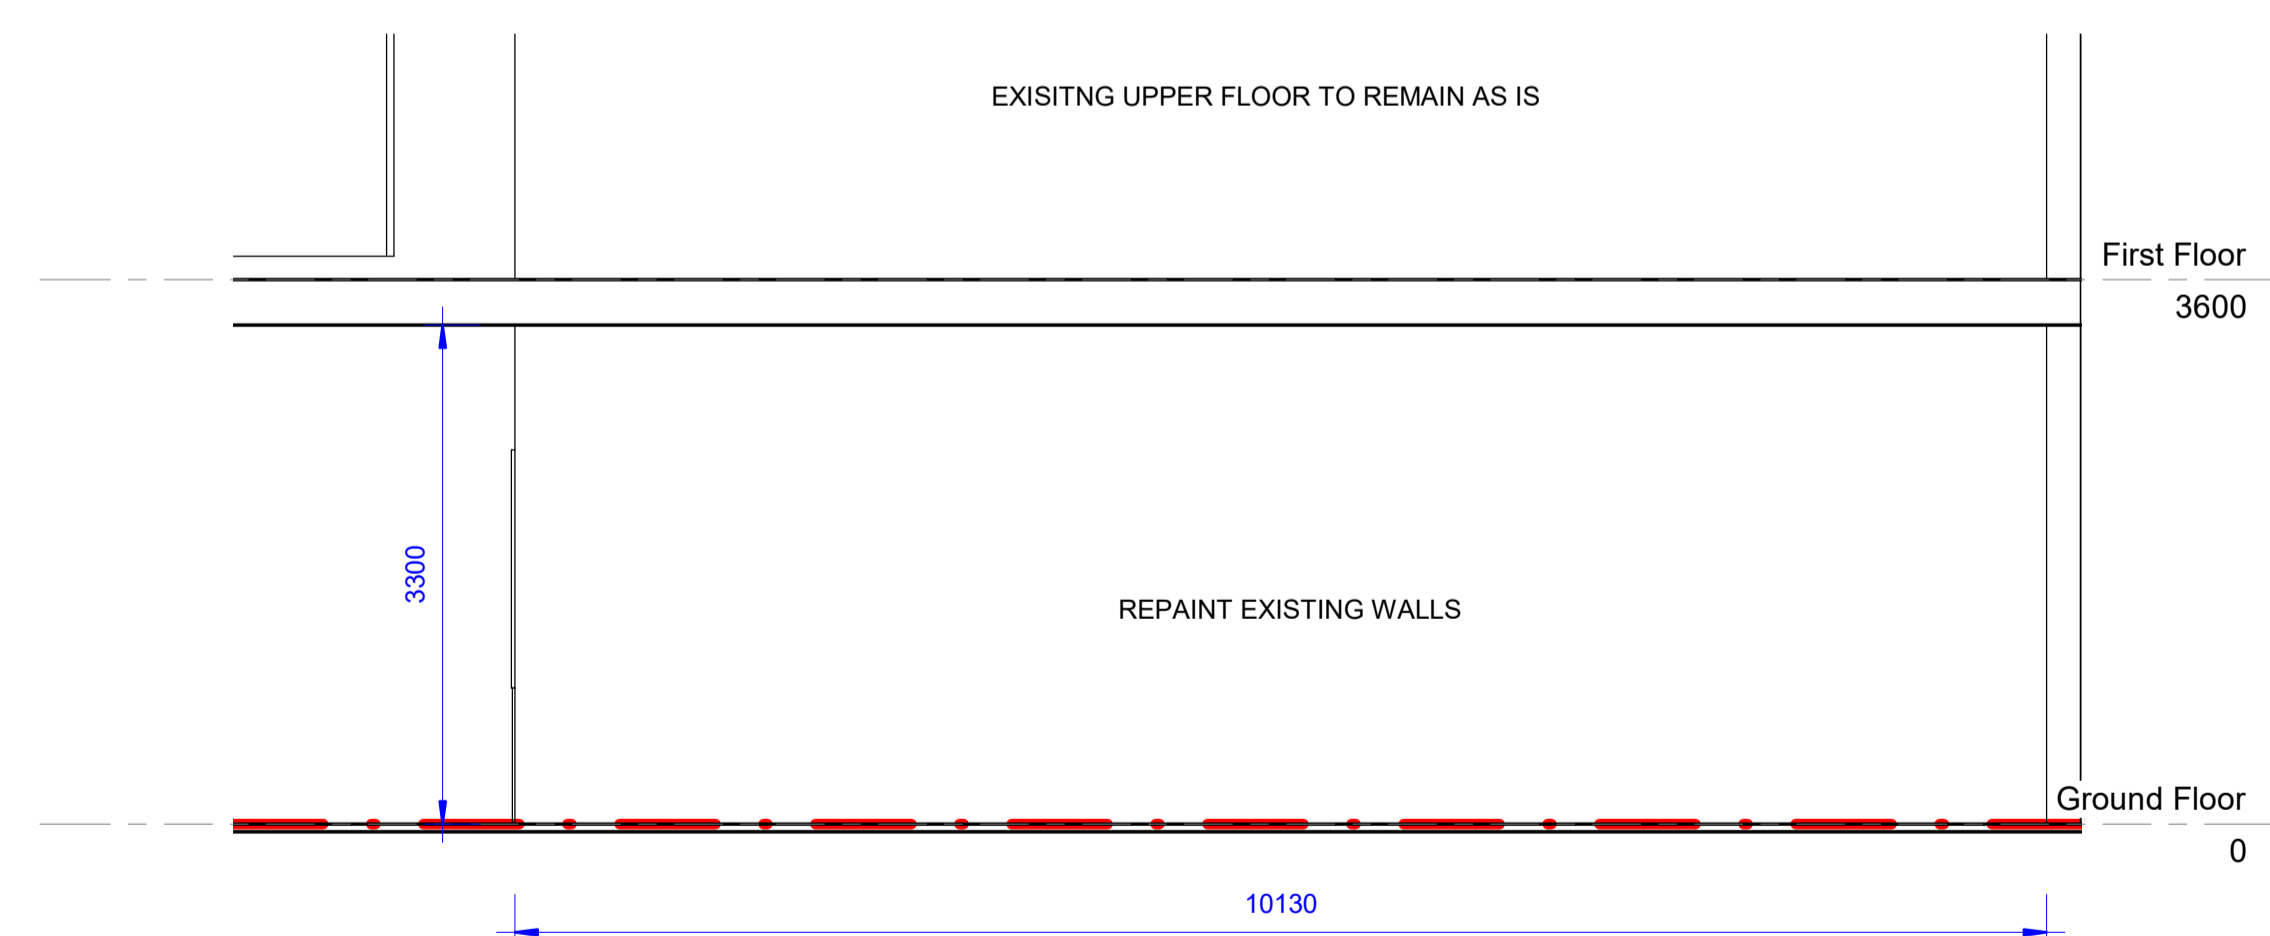 EXISITNG UPPER FLOOR TO REMAIN AS IS
First Floor
3600
3300
REPAINT EXISTING WALLS
Ground Floor
0
10130